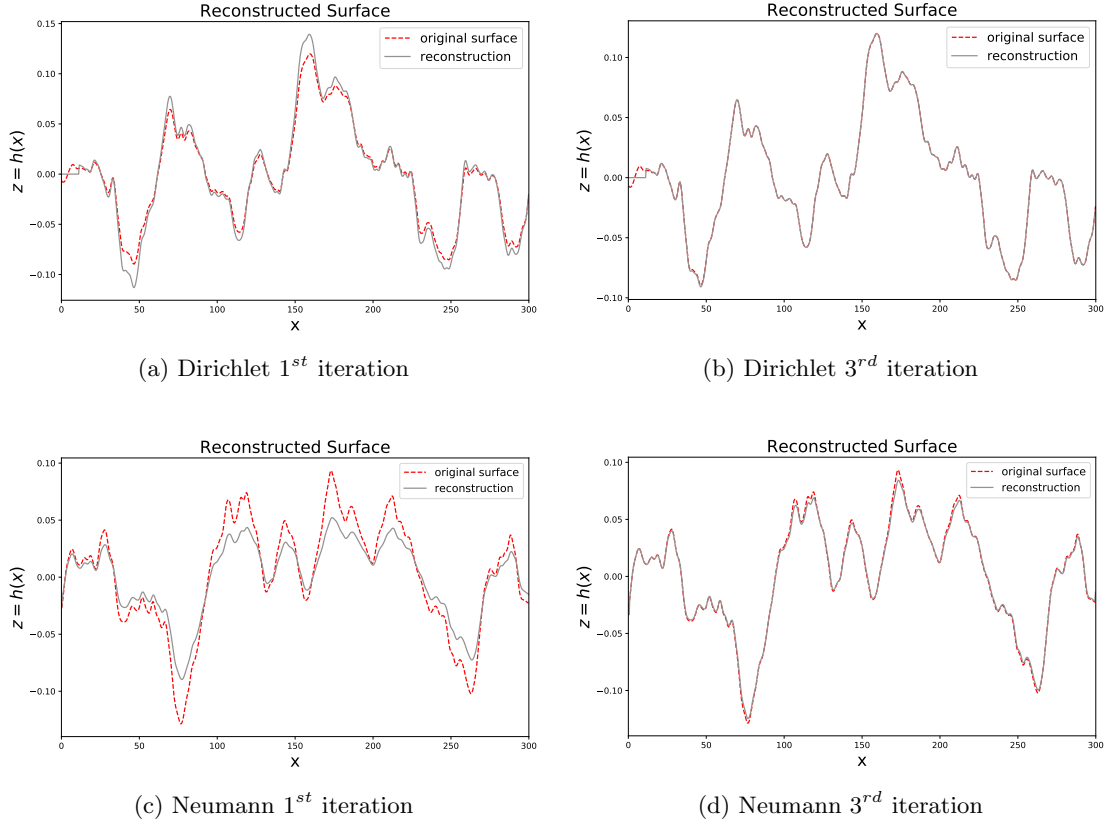 Reconstructed Surface
original surface
reconstruction
z = h(x)
0.15
0.10
0.05
0.00
−0.05
−0.10
0 50 100 150 200 250 300
x
(a) Dirichlet 1st iteration
Reconstructed Surface
original surface
reconstruction
z = h(x)
0.10
0.05
0.00
−0.05
−0.10
0 50 100 150 200 250 300
x
(b) Dirichlet 3rd iteration
Reconstructed Surface
original surface
reconstruction
z = h(x)
0.10
0.05
0.00
−0.05
−0.10
0 50 100 150 200 250 300
x
(c) Neumann 1st iteration
Reconstructed Surface
original surface
reconstruction
z = h(x)
0.10
0.05
0.00
−0.05
−0.10
0 50 100 150 200 250 300
x
(d) Neumann 3rd iteration